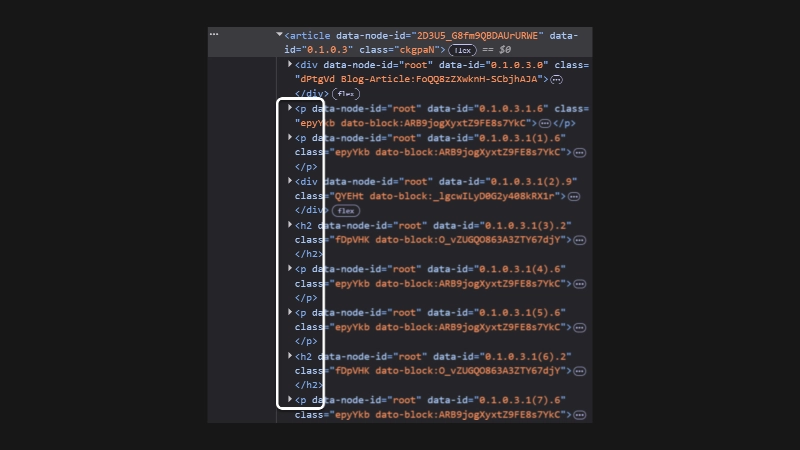 <article data-node-id="2D3U5_G8fm9QBDAUrURWE" data-
id="0.1.0.3" class="ckgpaN"> flex == $0
<div data-node-id="root" data-id="0.1.0.3.0" class=
"dPtgVd Blog-Article:FoQQ8zZXwknH-SCbjhAJA">
</div> flex
<p data-node-id="root" data-id="0.1.0.3.1.6" class=
"epyYkb dato-block:ARB9jogXyxtZ9FE8s7YkC"></p>
<p data-node-id="root" data-id="0.1.0.3.1(1).6"
class="epyYkb dato-block:ARB9jogXyxtZ9FE8s7YkC">
</p>
<div data-node-id="root" data-id="0.1.0.3.1(2).9"
class="QYEHt dato-block:_lgcwILyD0G2y408kRX1r">
</div> flex
<h2 data-node-id="root" data-id="0.1.0.3.1(3).2"
class="fDpVHK dato-block:O_vZUGQO863A3ZTY67djY">
</h2>
<p data-node-id="root" data-id="0.1.0.3.1(4).6"
class="epyYkb dato-block:ARB9jogXyxtZ9FE8s7YkC">
</p>
<p data-node-id="root" data-id="0.1.0.3.1(5).6"
class="epyYkb dato-block:ARB9jogXyxtZ9FE8s7YkC">
</p>
<h2 data-node-id="root" data-id="0.1.0.3.1(6).2"
class="fDpVHK dato-block:O_vZUGQO863A3ZTY67djY">
</h2>
<p data-node-id="root" data-id="0.1.0.3.1(7).6"
class="epyYkb dato-block:ARB9jogXyxtZ9FE8s7YkC">